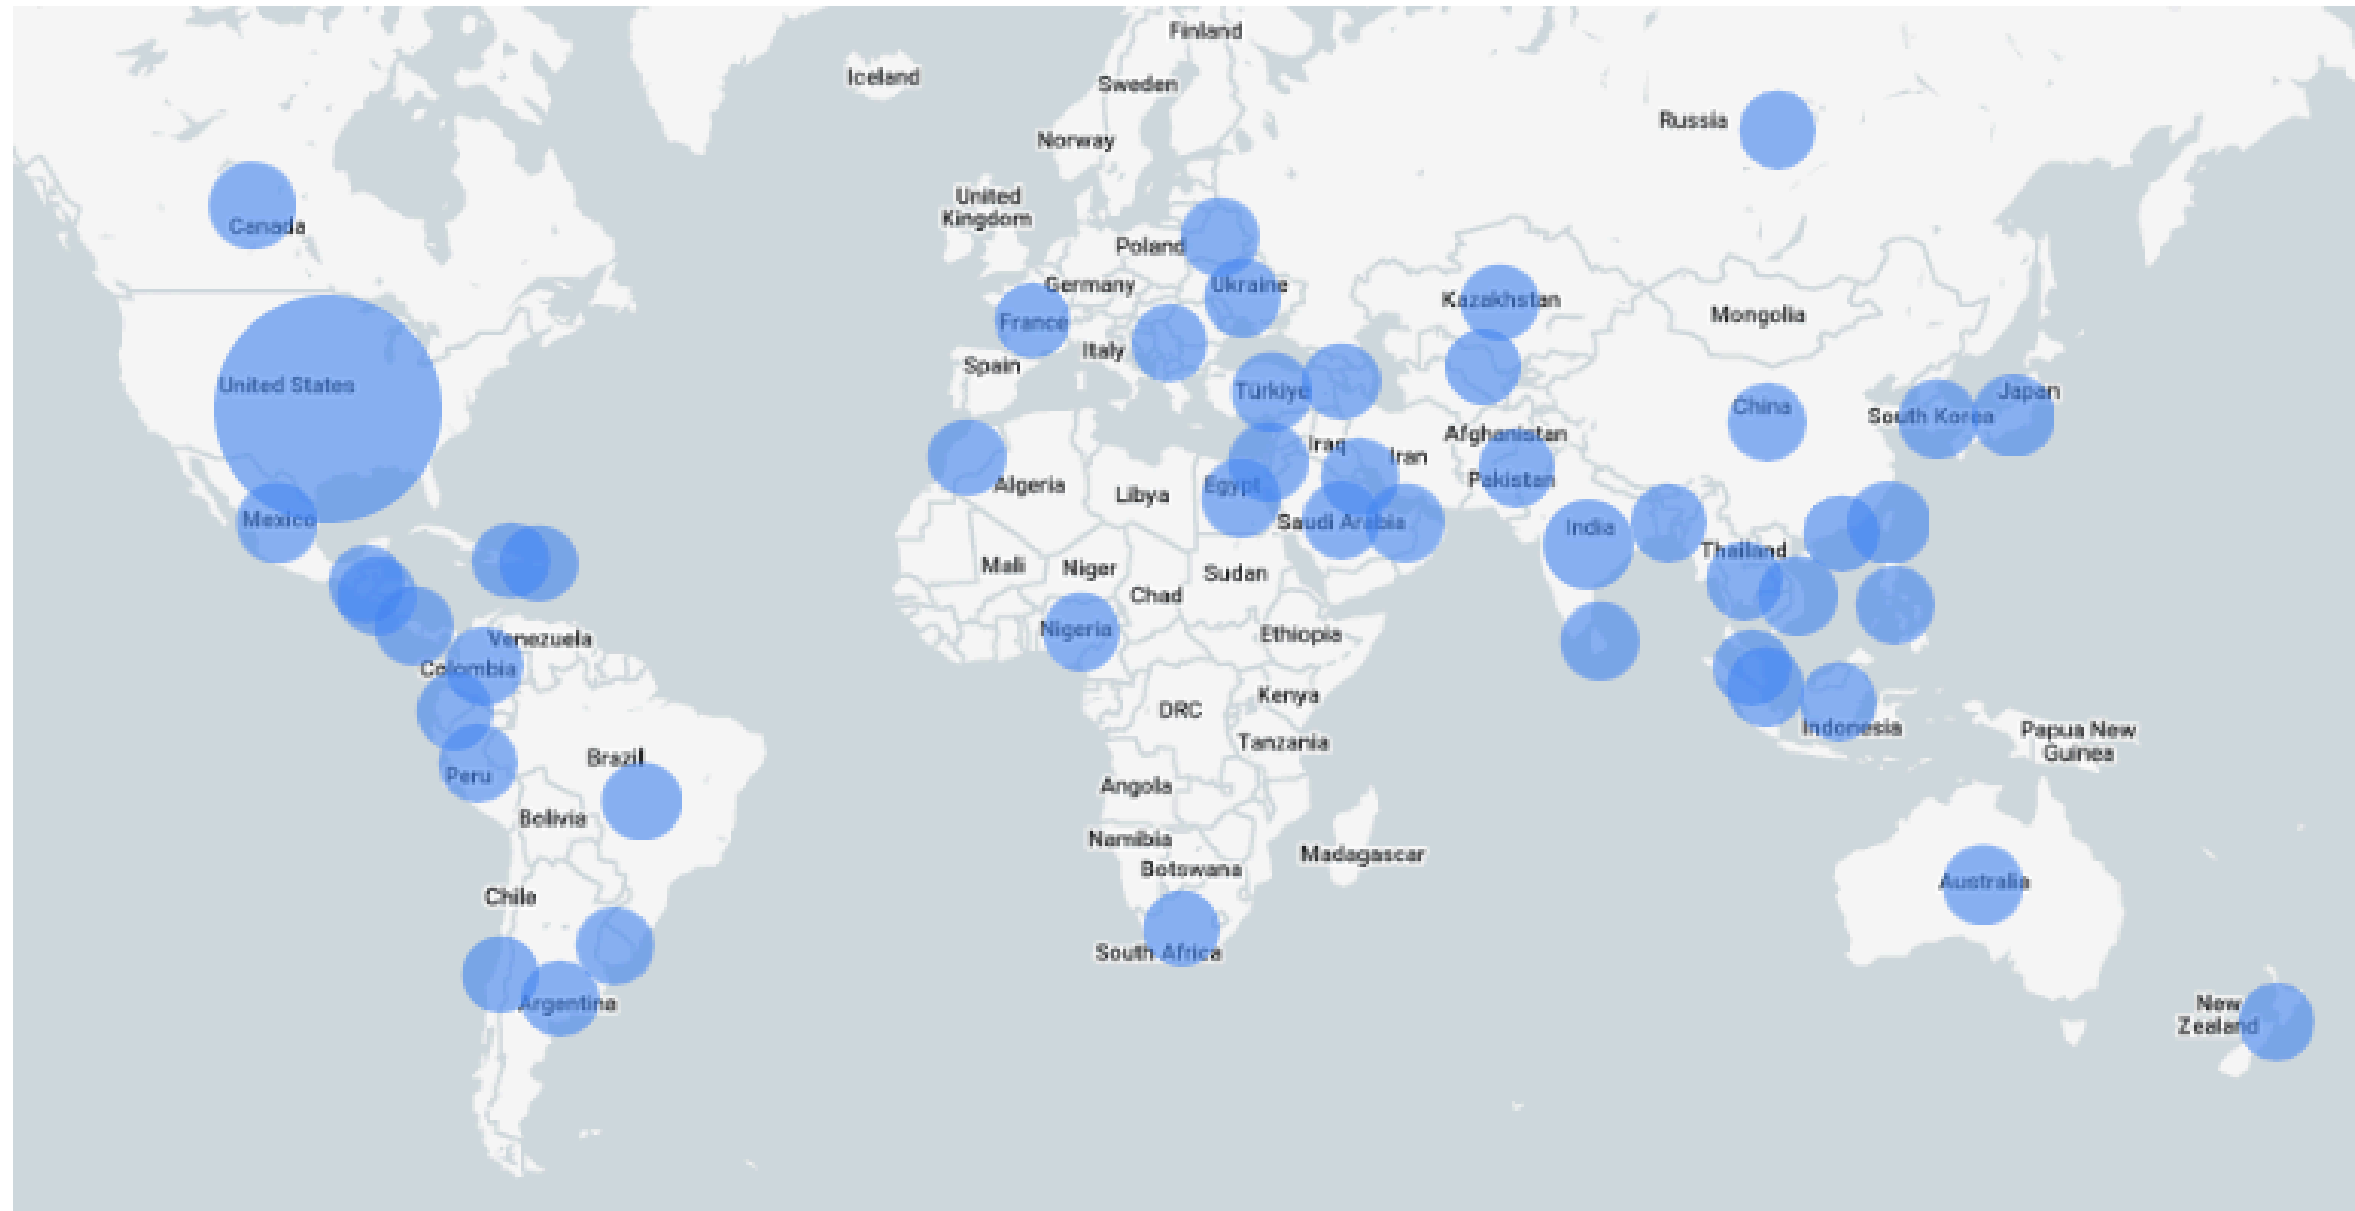 Finland
Iceland
Sweden
Russia
Norway
United
Kingdom
Canada
Poland
Germany
Ukraine
Kazakhstan
Mongolia
France
Italy
Spain
United States
Türkiye
Japan
China
South Korea
Afghanistan
Iraq
Iran
Pakistan
Algeria
Libya
Egypt
Mexico
Saudi Arabia
India
Thailand
Mali
Niger
Chad
Sudan
Nigeria
Ethiopia
Venezuela
Colombia
Kenya
DRC
Tanzania
Indonesia
Papua New
Guinea
Brazil
Peru
Bolivia
Angola
Namibia
Botswana
Madagascar
Chile
Australia
South Africa
Argentina
New
Zealand